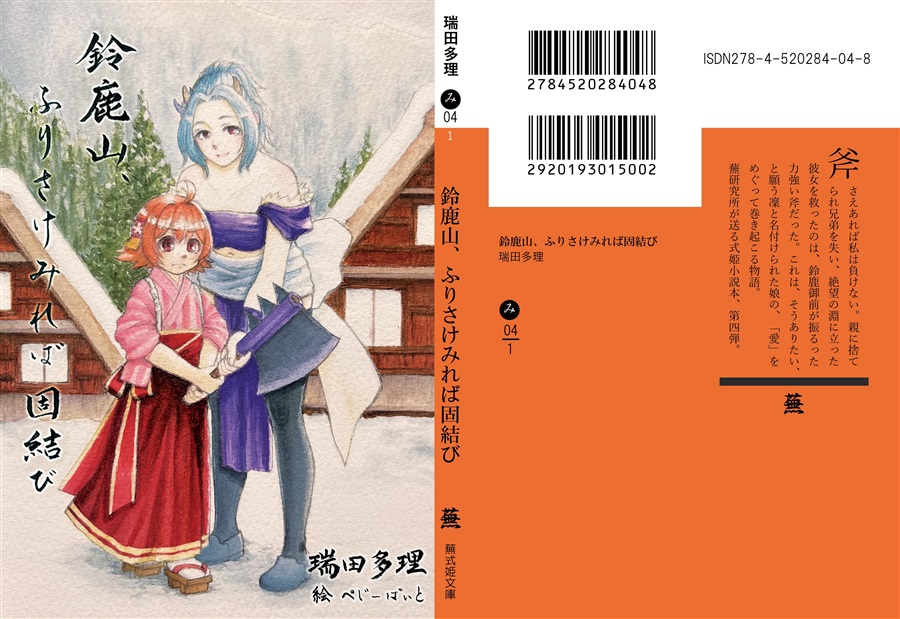 鈴鹿山、
ふりさけみれば固結び
瑞田多理
絵 ぺじーばいと
瑞田多理
み
04
1
鈴鹿山、ふりさけみれば固結び
蕪
蕪式姫文庫
2784520284048
2920193015002
ISDN278-4-520284-04-8
鈴鹿山、ふりさけみれば固結び
瑞田多理
み
04
1
斧さえあれば私は負けない。親に捨て
られ兄弟を失い、絶望の淵に立った
彼女を救ったのは、鈴鹿御前が振るった
力強い斧だった。これは、そうありたい、
と願う凜と名付けられた娘の、「愛」を
めぐって巻き起こる物語。
蕪研究所が送る式姫小説本、第四弾。
蕪